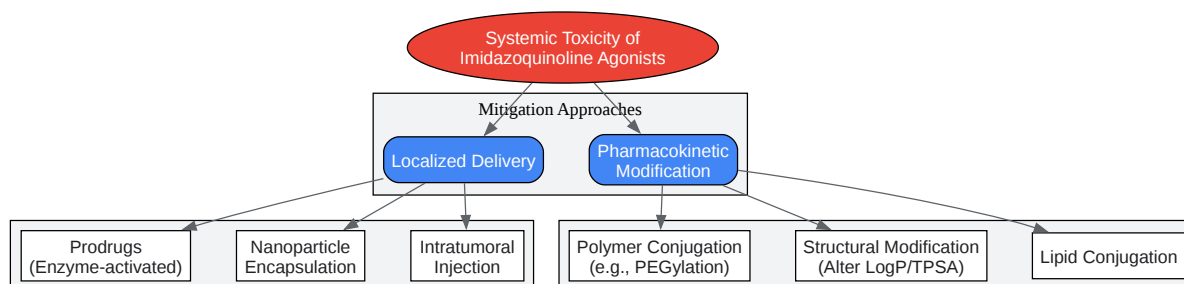 Systemic Toxicity of
Imidazoquinoline Agonists
Mitigation Approaches
Localized Delivery
Pharmacokinetic
Modification
Prodrugs
(Enzyme-activated)
Nanoparticle
Encapsulation
Intratumoral
Injection
Polymer Conjugation
(e.g., PEGylation)
Structural Modification
(Alter LogP/TPSA)
Lipid Conjugation